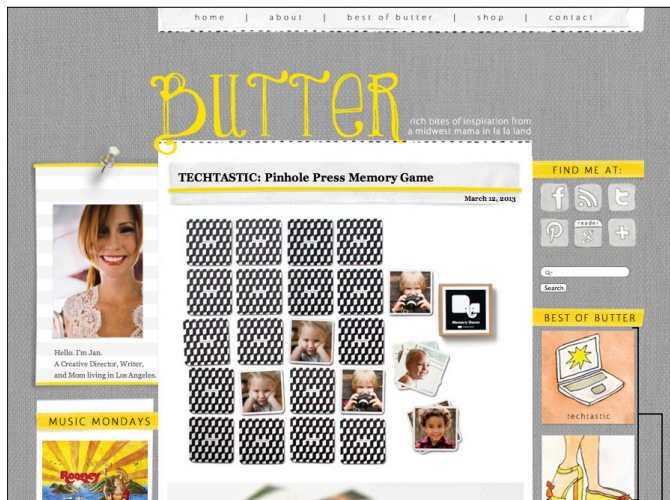 home | about | best of butter | shop | contact
BUTTER
rich bites of inspiration from
a midwest mama in la la land
TECHTASTIC: Pinhole Press Memory Game
March 12, 2013
Memory Game
Hello. I'm Jan.
A Creative Director, Writer,
and Mom living in Los Angeles.
MUSIC MONDAYS
Rooney
FIND ME AT:
reader
Search
BEST OF BUTTER
techtastic